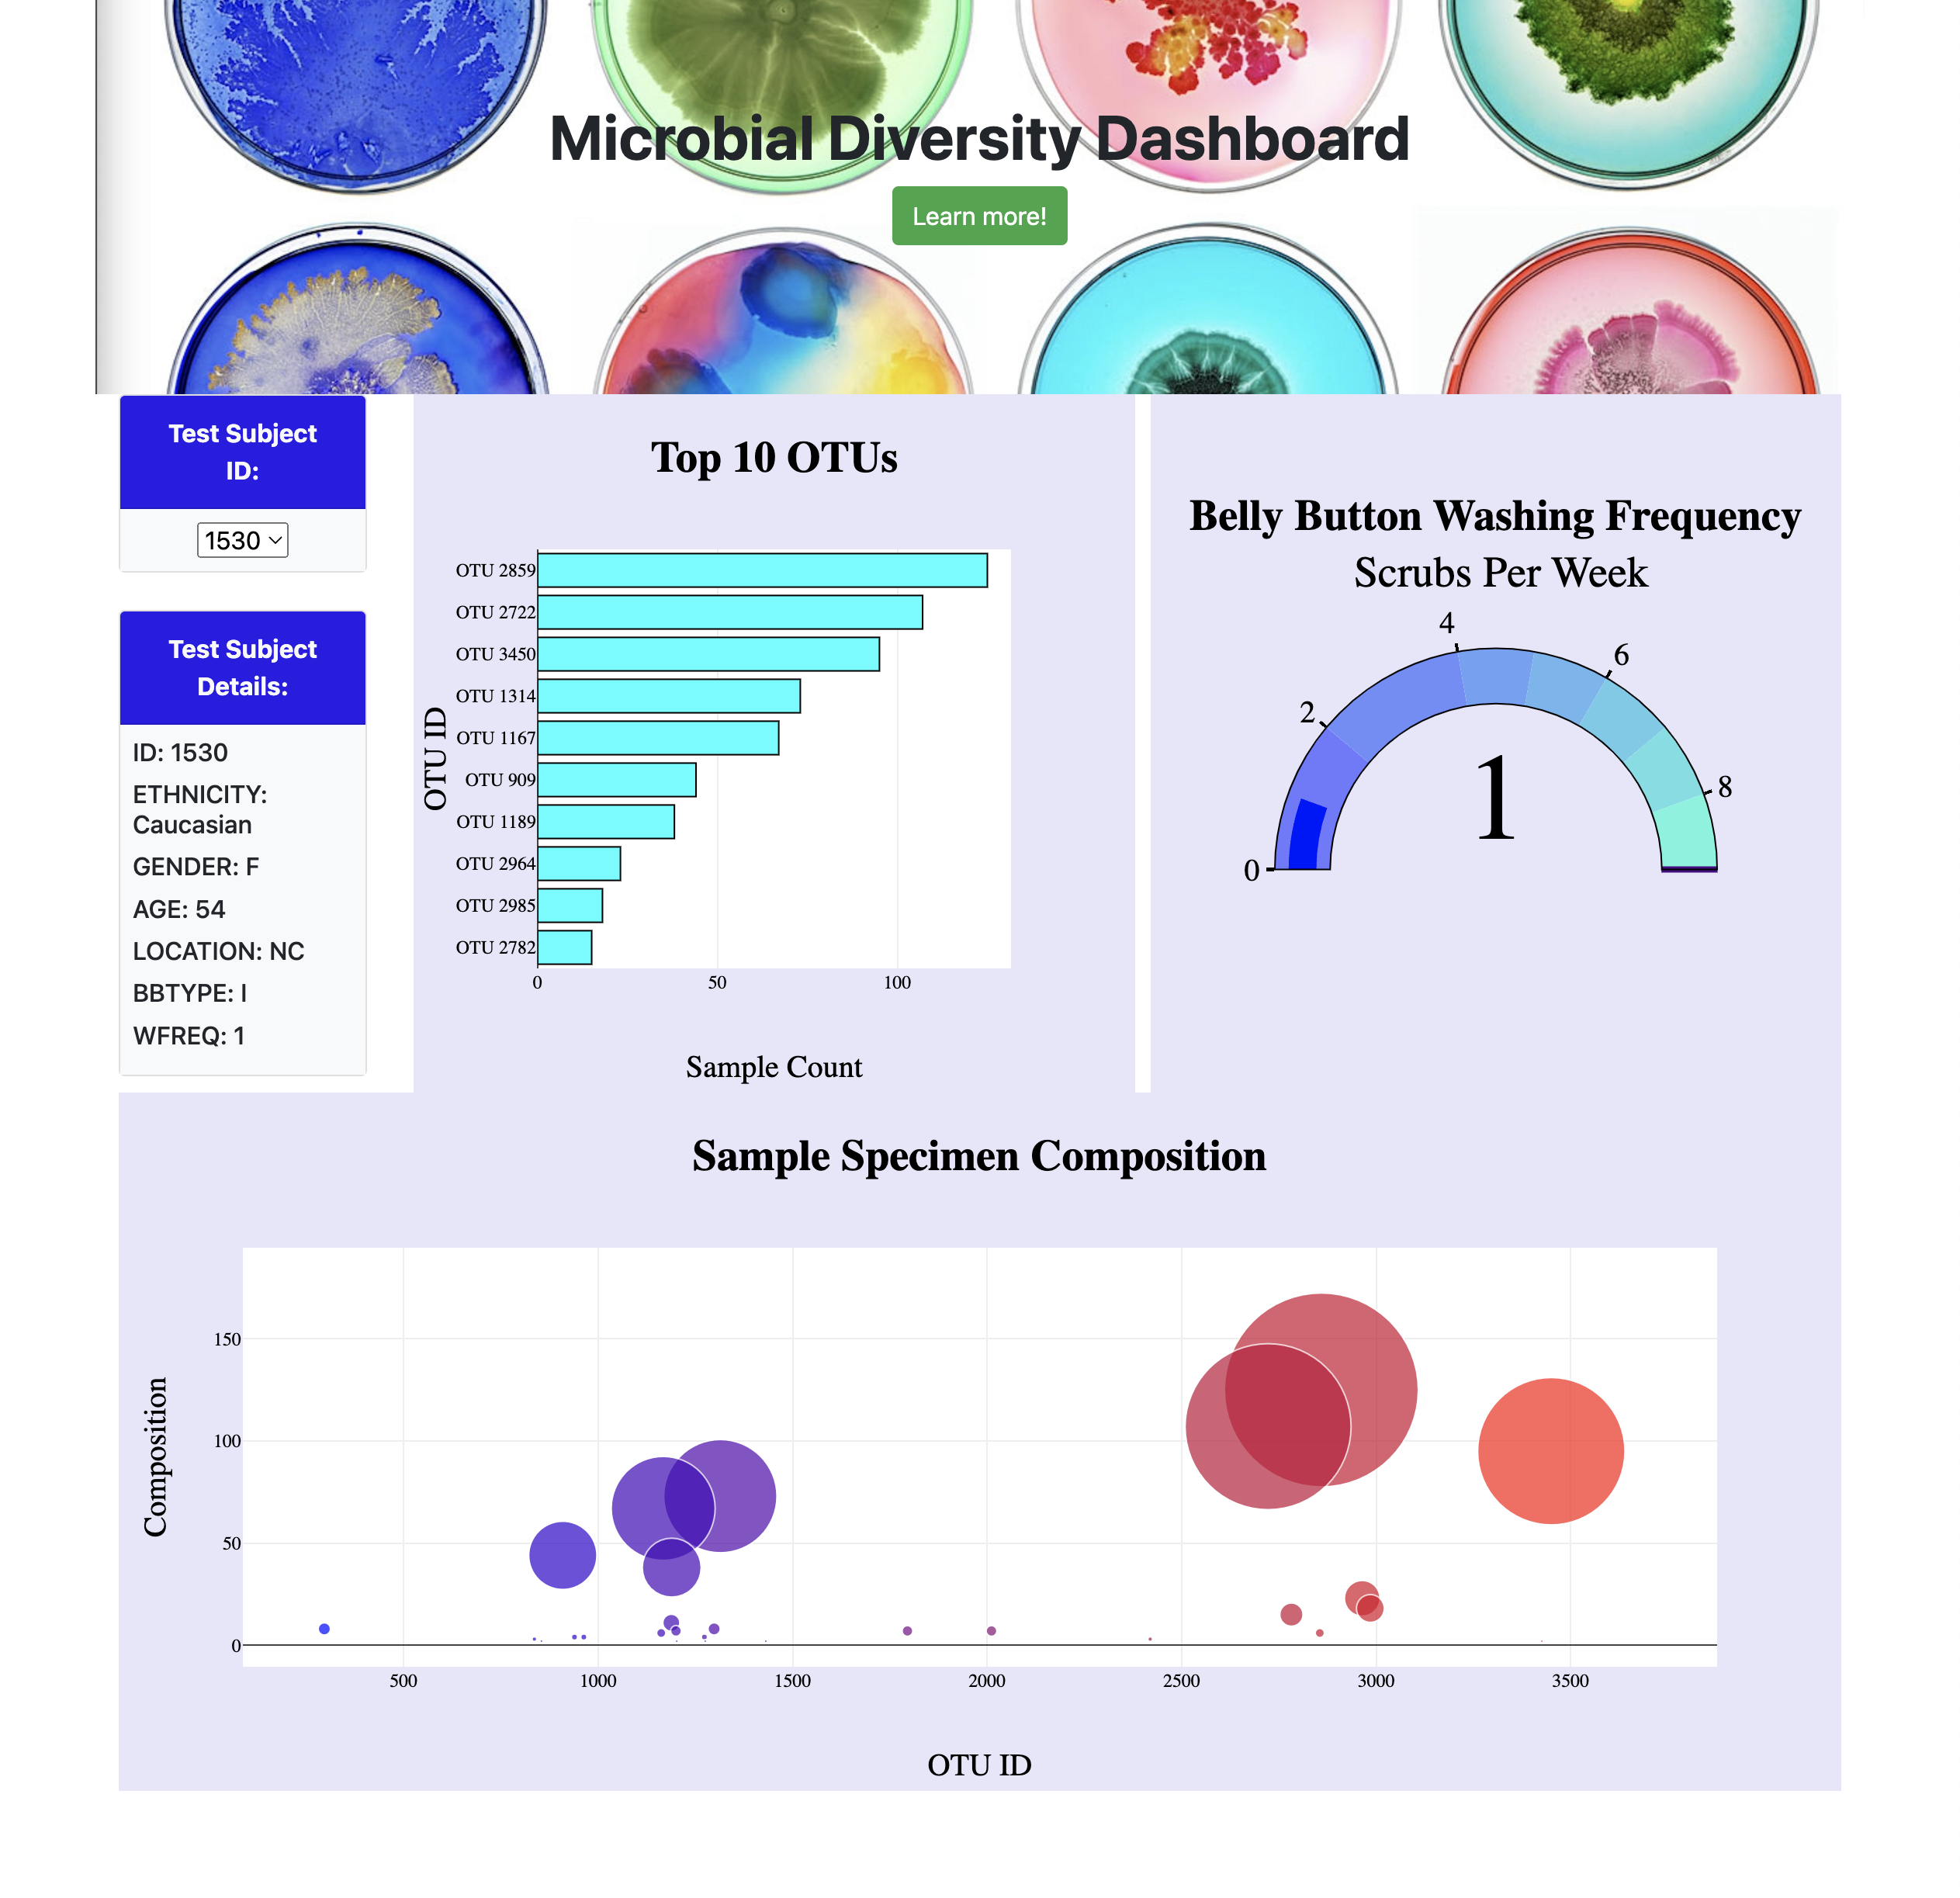 Microbial Diversity Dashboard
Learn more!
Test Subject
ID:
1530
Test Subject
Details:
ID: 1530
ETHNICITY:
Caucasian
GENDER: F
AGE: 54
LOCATION: NC
BBTYPE: I
WFREQ: 1
Top 10 OTUs
OTU ID
OTU 2859
OTU 2722
OTU 3450
OTU 1314
OTU 1167
OTU 909
OTU 1189
OTU 2964
OTU 2985
OTU 2782
0 50 100
Sample Count
Belly Button Washing Frequency
Scrubs Per Week
0 2 4 6 8
1
Sample Specimen Composition
Composition
150
100
50
0
500 1000 1500 2000 2500 3000 3500
OTU ID